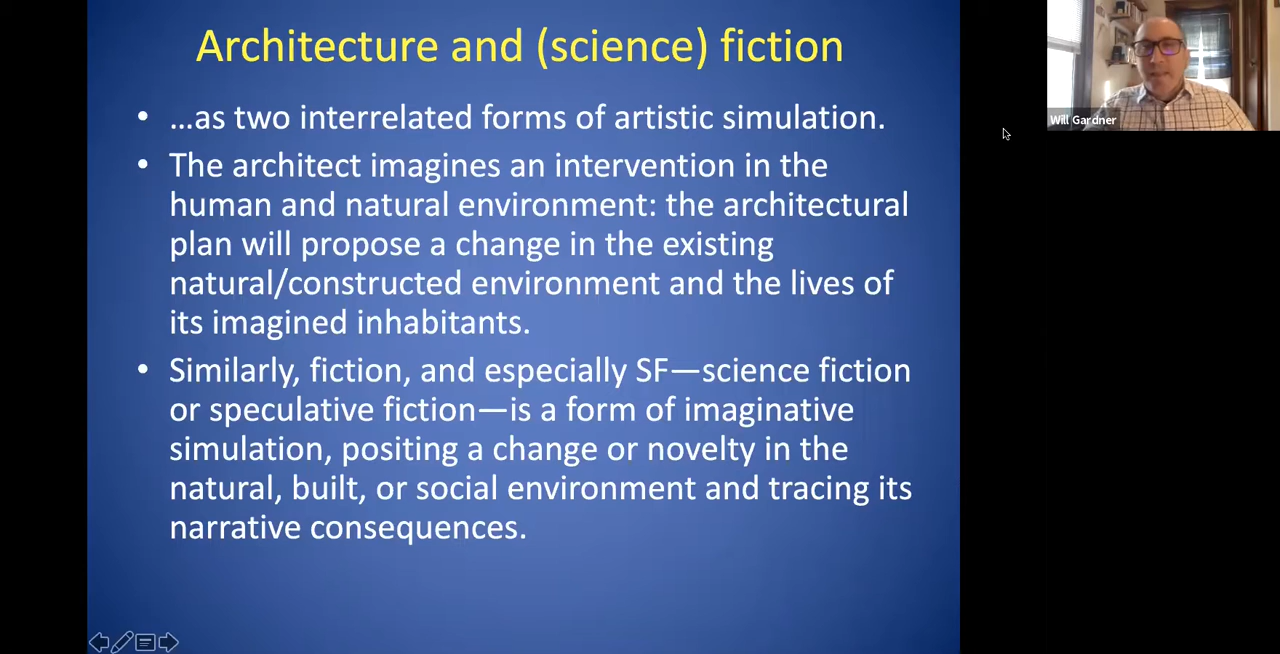 Architecture and (science) fiction
• …as two interrelated forms of artistic simulation.
• The architect imagines an intervention in the
human and natural environment: the architectural
plan will propose a change in the existing
natural/constructed environment and the lives of
its imagined inhabitants.
• Similarly, fiction, and especially SF—science fiction
or speculative fiction—is a form of imaginative
simulation, positing a change or novelty in the
natural, built, or social environment and tracing its
narrative consequences.
Will Gardner